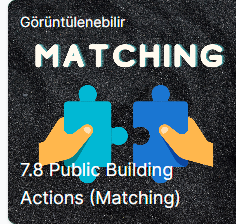 Görüntülenebilir
MATCHING
7.8 Public Building
Actions (Matching)